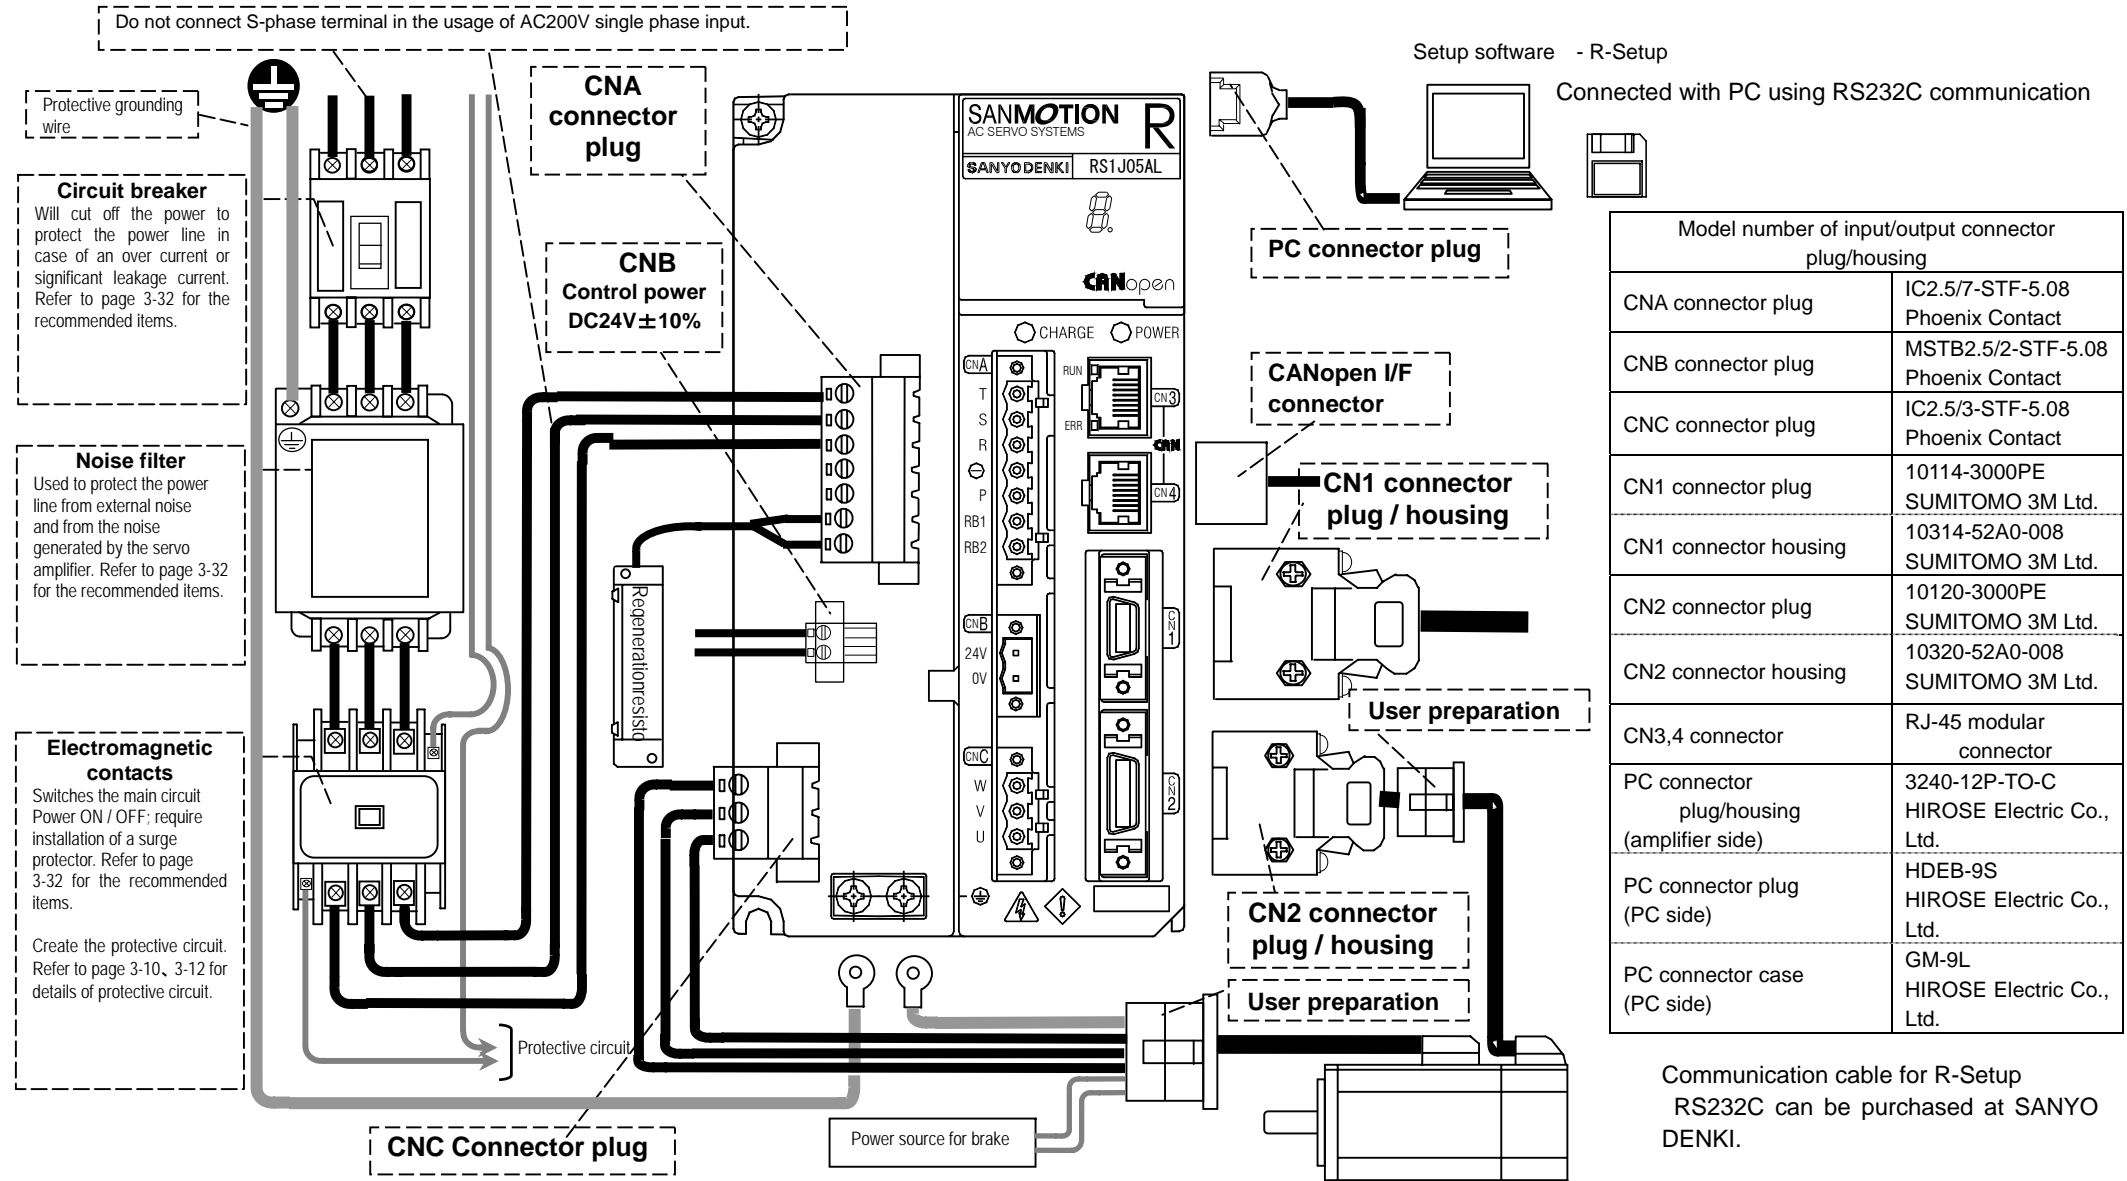 Do not connect S-phase terminal in the usage of AC200V single phase input.
Protective grounding
wire
Circuit breaker
Will cut off the power to
protect the power line in
case of an over current or
significant leakage current.
Refer to page 3-32 for the
recommended items.
Noise filter
Used to protect the power
line from external noise
and from the noise
generated by the servo
amplifier. Refer to page 3-32
for the recommended items.
Electromagnetic
contacts
Switches the main circuit
Power ON / OFF; require
installation of a surge
protector. Refer to page
3-32 for the recommended
items.
Create the protective circuit.
Refer to page 3-10、3-12 for
details of protective circuit.
CNA
connector
plug
CNB
Control power
DC24V±10%
Regenerationresisto
Protective circuit
CNC Connector plug
Power source for brake
SANMOTION R
AC SERVO SYSTEMS
SANYODENKI RS1J05AL
8.
CANopen
CHARGE POWER
CNA
T
S
R
⊖
P
RB1
RB2
CNB
24V
0V
CNC
W
V
U
RUN
ERR
CN3
CAN
CN4
CN1
CN2
Setup software - R-Setup
Connected with PC using RS232C communication
PC connector plug
CANopen I/F
connector
CN1 connector
plug / housing
User preparation
CN2 connector
plug / housing
User preparation
Model number of input/output connector
plug/housing
CNA connector plug IC2.5/7-STF-5.08
Phoenix Contact
CNB connector plug MSTB2.5/2-STF-5.08
Phoenix Contact
CNC connector plug IC2.5/3-STF-5.08
Phoenix Contact
CN1 connector plug 10114-3000PE
SUMITOMO 3M Ltd.
CN1 connector housing 10314-52A0-008
SUMITOMO 3M Ltd.
CN2 connector plug 10120-3000PE
SUMITOMO 3M Ltd.
CN2 connector housing 10320-52A0-008
SUMITOMO 3M Ltd.
CN3,4 connector RJ-45 modular
connector
PC connector 3240-12P-TO-C
plug/housing HIROSE Electric Co.,
(amplifier side) Ltd.
PC connector plug HDEB-9S
(PC side) HIROSE Electric Co.,
Ltd.
PC connector case GM-9L
(PC side) HIROSE Electric Co.,
Ltd.
Communication cable for R-Setup
RS232C can be purchased at SANYO
DENKI.